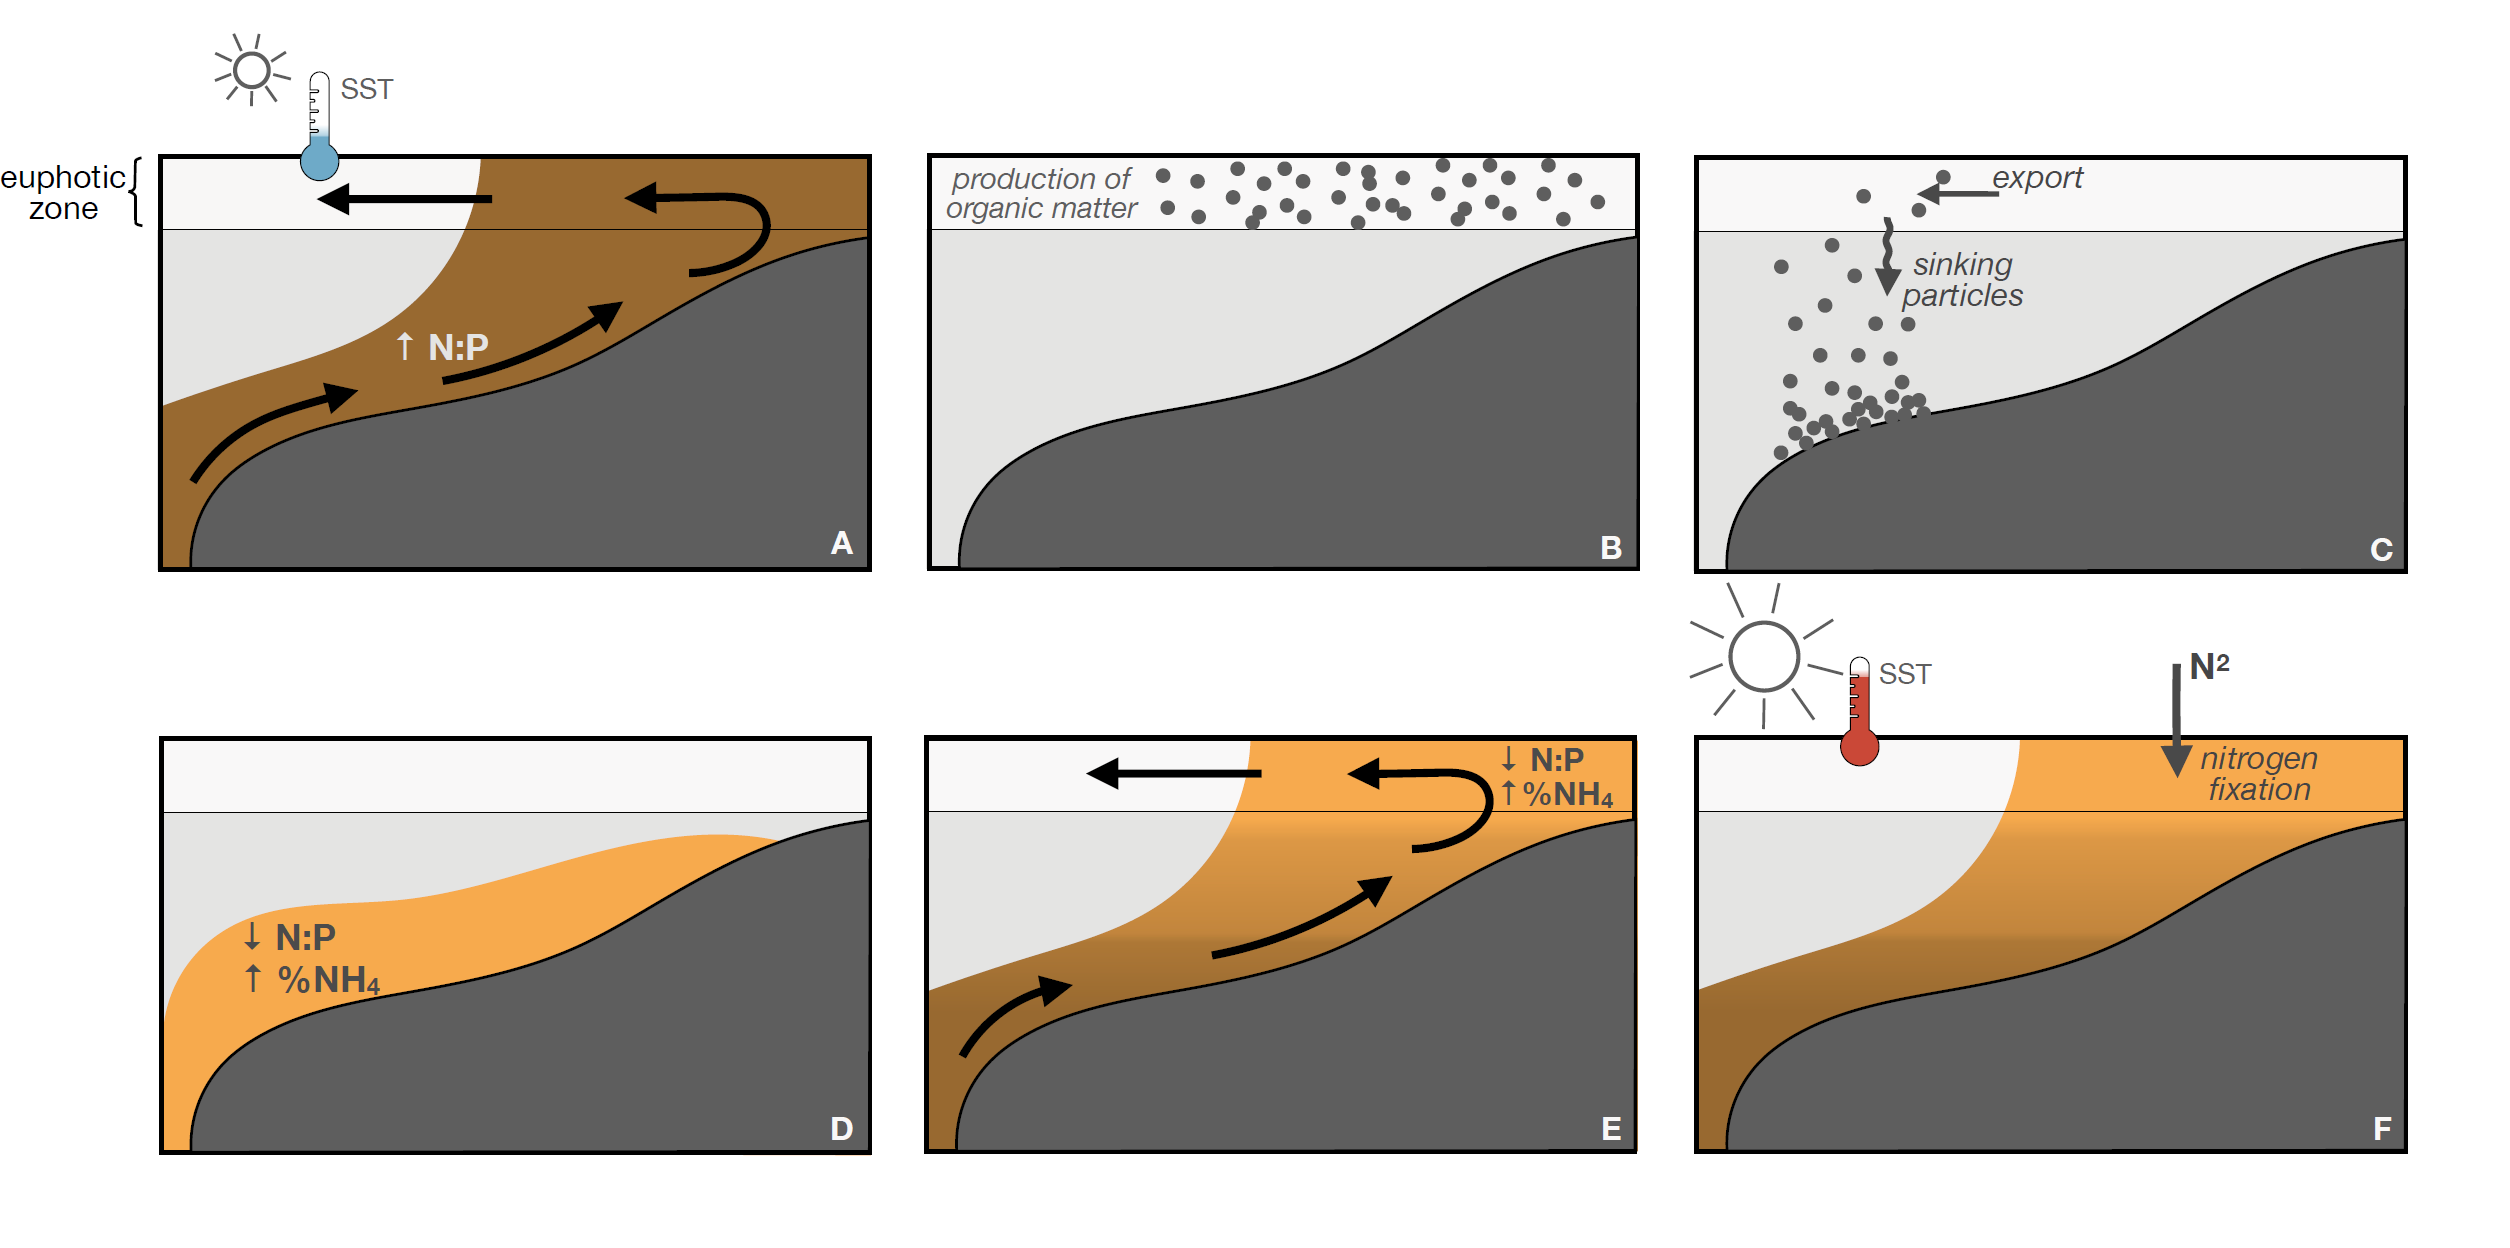 SST
euphotic
zone
↑ N:P
A
production of
organic matter
B
export
sinking
particles
C
↓ N:P
↑ %NH₄
D
↓ N:P
↑%NH₄
E
SST
N²
nitrogen
fixation
F